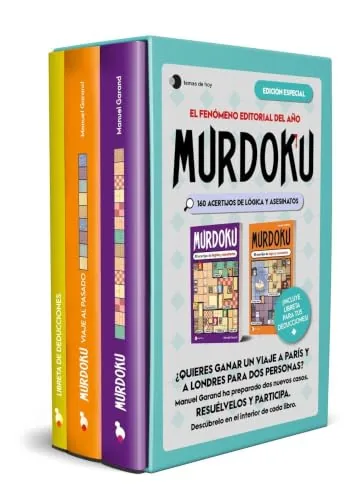 LIBRETA DE DEDUCCIONES
MURDOKU VIAJE AL PASADO
Manuel Garand
MURDOKU
Manuel Garand
temas de hoy
EDICIÓN ESPECIAL
EL FENÓMENO EDITORIAL DEL AÑO
MURDOKU
160 ACERTIJOS DE LÓGICA Y ASESINATOS
MURDOKU
MURDOKU
¡INCLUYE
LIBRETA
PARA TUS
DEDUCCIONES!
¿QUIERES GANAR UN VIAJE A PARÍS Y
A LONDRES PARA DOS PERSONAS?
Manuel Garand ha preparado dos nuevos casos.
RESUÉLVELOS Y PARTICIPA.
Descúbrelo en el interior de cada libro.